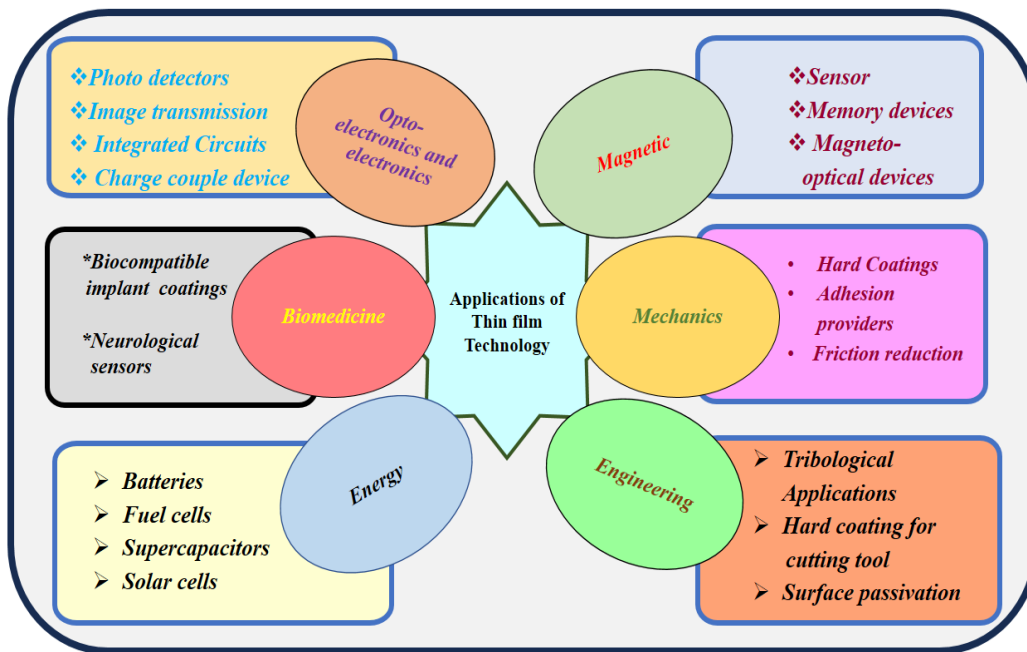 ❖Photo detectors
❖Image transmission
❖ Integrated Circuits
❖ Charge couple device
Opto-
electronics and
electronics
Magnetic
❖Sensor
❖Memory devices
❖ Magneto-
optical devices
*Biocompatible
implant coatings
*Neurological
sensors
Biomedicine
Applications of
Thin film
Technology
Mechanics
• Hard Coatings
• Adhesion
providers
• Friction reduction
➢ Batteries
➢ Fuel cells
➢ Supercapacitors
➢ Solar cells
Energy
Engineering
➢ Tribological
Applications
➢ Hard coating for
cutting tool
➢ Surface passivation